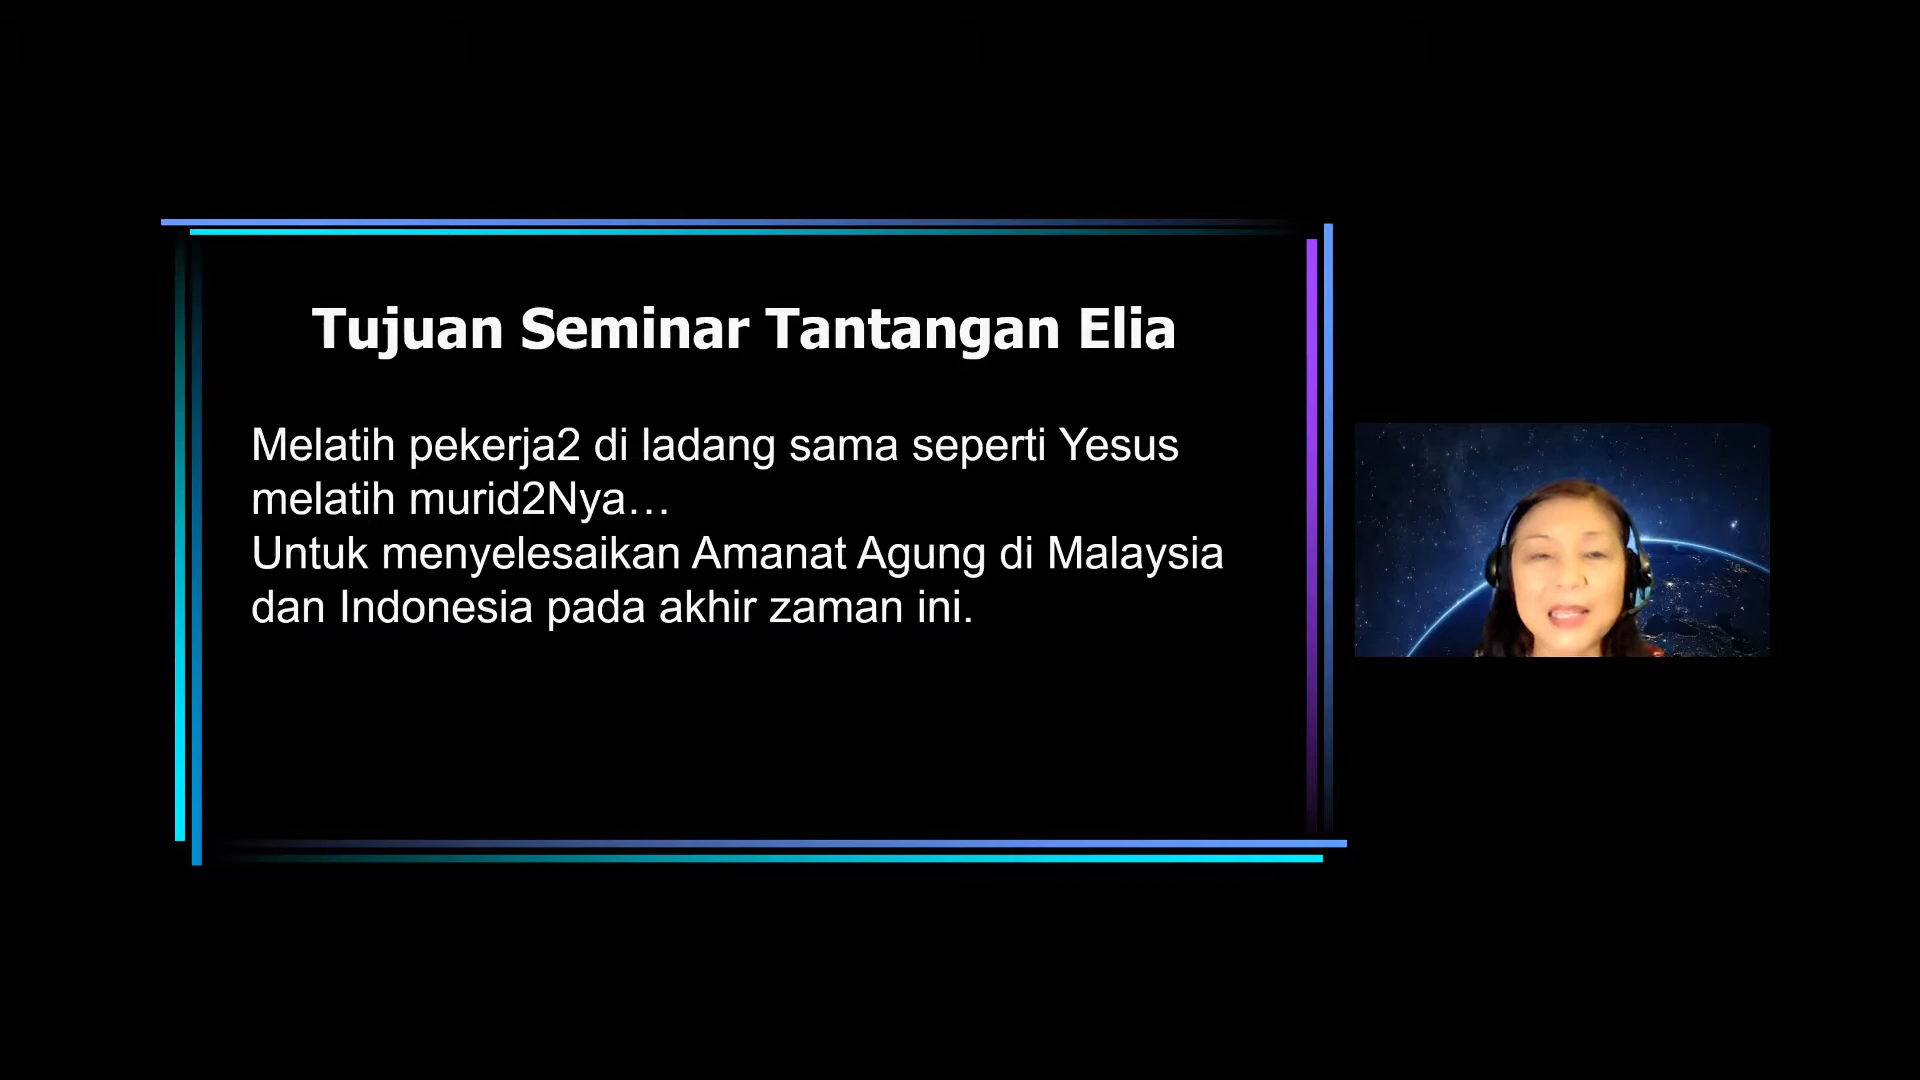 Tujuan Seminar Tantangan Elia
Melatih pekerja2 di ladang sama seperti Yesus
melatih murid2Nya…
Untuk menyelesaikan Amanat Agung di Malaysia
dan Indonesia pada akhir zaman ini.